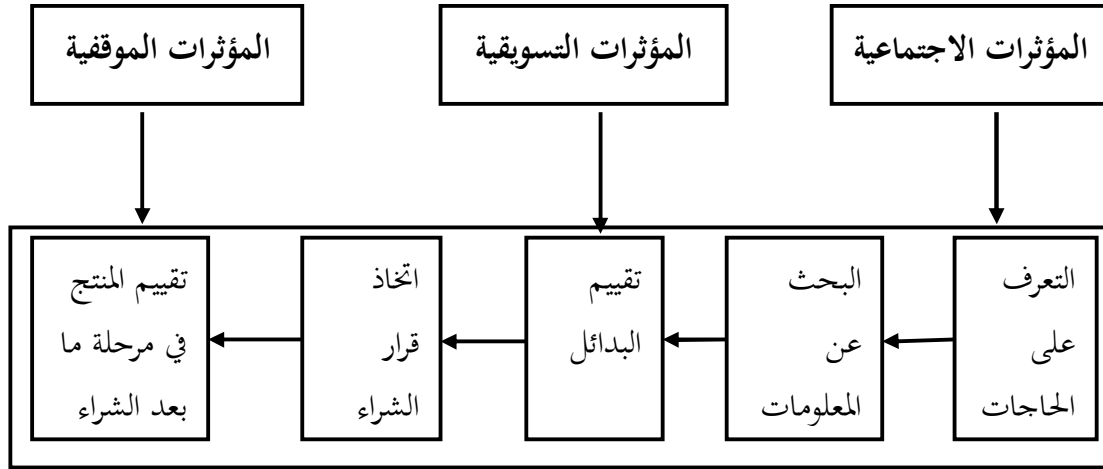 المؤثرات الاجتماعية
المؤثرات التسويقية
المؤثرات الموقفية
التعرف
على
الحاجات
البحث
عن
المعلومات
تقييم
البدائل
اتخاذ
قرار
الشراء
تقييم المنتج
في مرحلة ما
بعد الشراء